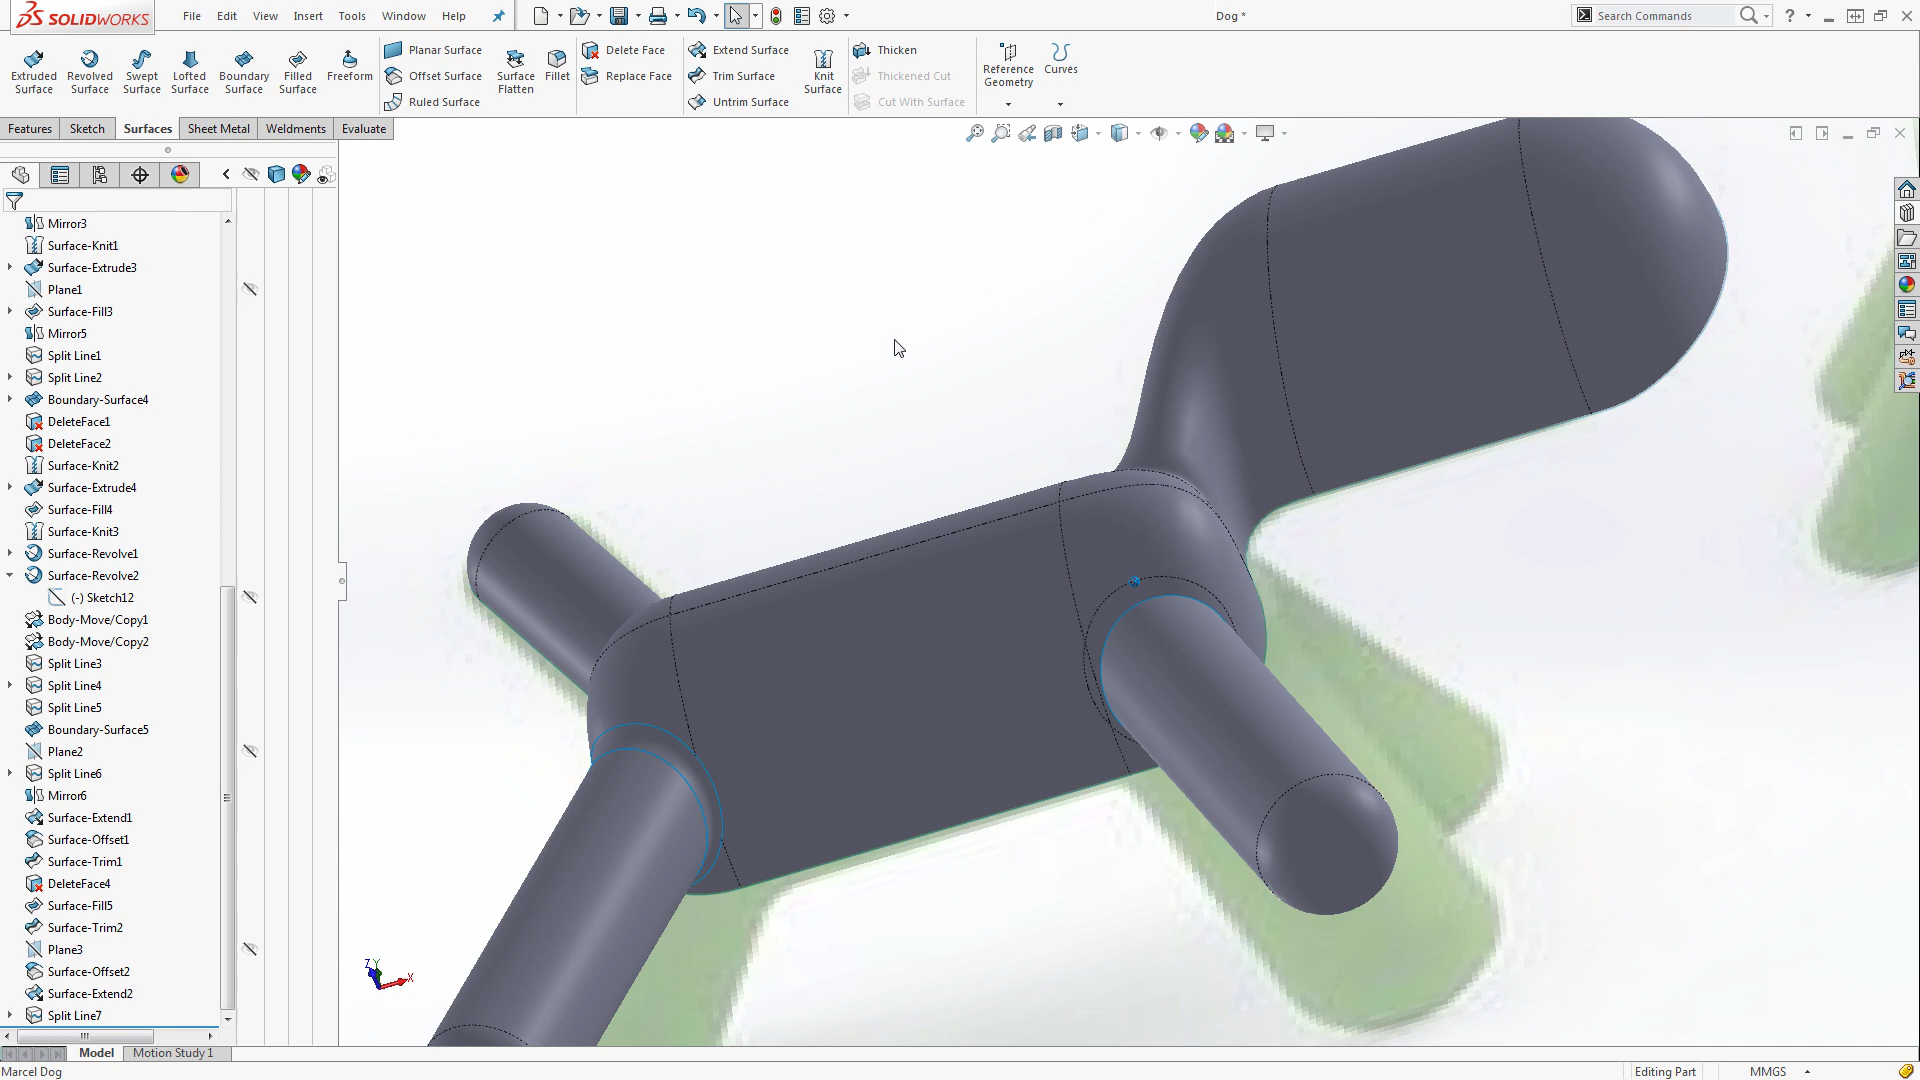 SOLIDWORKS File Edit View Insert Tools Window Help Dog * Search Commands
Extruded Surface
Revolved Surface
Swept Surface
Lofted Surface
Boundary Surface
Filled Surface
Freeform
Planar Surface
Offset Surface
Ruled Surface
Surface Flatten
Fillet
Delete Face
Replace Face
Extend Surface
Trim Surface
Untrim Surface
Knit Surface
Thicken
Thickened Cut
Cut With Surface
Reference Geometry
Curves
Features Sketch Surfaces Sheet Metal Weldments Evaluate
Mirror3
Surface-Knit1
Surface-Extrude3
Plane1
Surface-Fill3
Mirror5
Split Line1
Split Line2
Boundary-Surface4
DeleteFace1
DeleteFace2
Surface-Knit2
Surface-Extrude4
Surface-Fill4
Surface-Knit3
Surface-Revolve1
Surface-Revolve2
(-) Sketch12
Body-Move/Copy1
Body-Move/Copy2
Split Line3
Split Line4
Split Line5
Boundary-Surface5
Plane2
Split Line6
Mirror6
Surface-Extend1
Surface-Offset1
Surface-Trim1
DeleteFace4
Surface-Fill5
Surface-Trim2
Plane3
Surface-Offset2
Surface-Extend2
Split Line7
Z Y X
Model Motion Study 1
Marcel Dog Editing Part MMGS